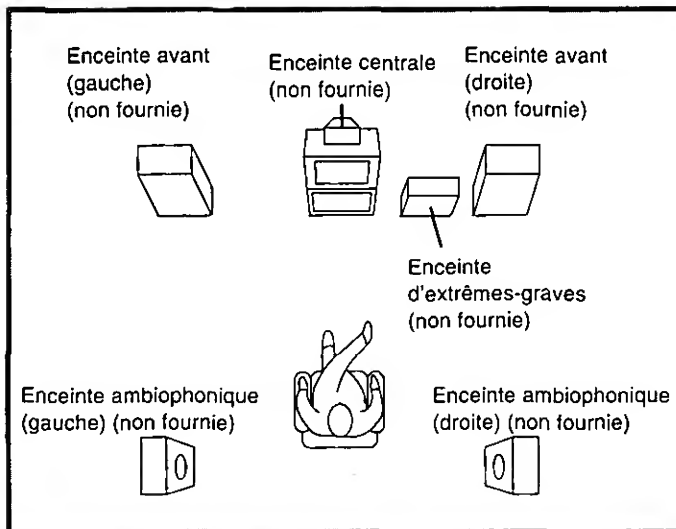 Enceinte avant
(gauche)
(non fournie)
Enceinte centrale
(non fournie)
Enceinte avant
(droite)
(non fournie)
Enceinte
d'extrêmes-graves
(non fournie)
Enceinte ambiophonique
(gauche) (non fournie)
Enceinte ambiophonique
(droite) (non fournie)